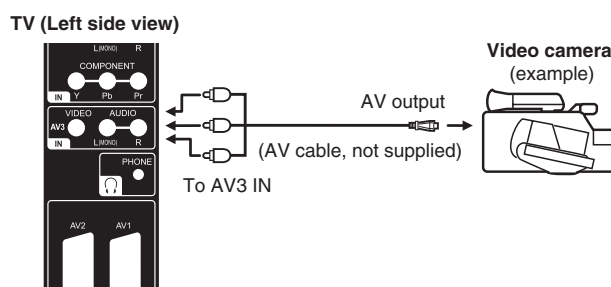 TV (Left side view)
L(MONO) R
COMPONENT
IN Y Pb Pr
VIDEO AUDIO
AV3
IN L(MONO) R
PHONE
AV2 AV1
To AV3 IN
AV output
(AV cable, not supplied)
Video camera
(example)